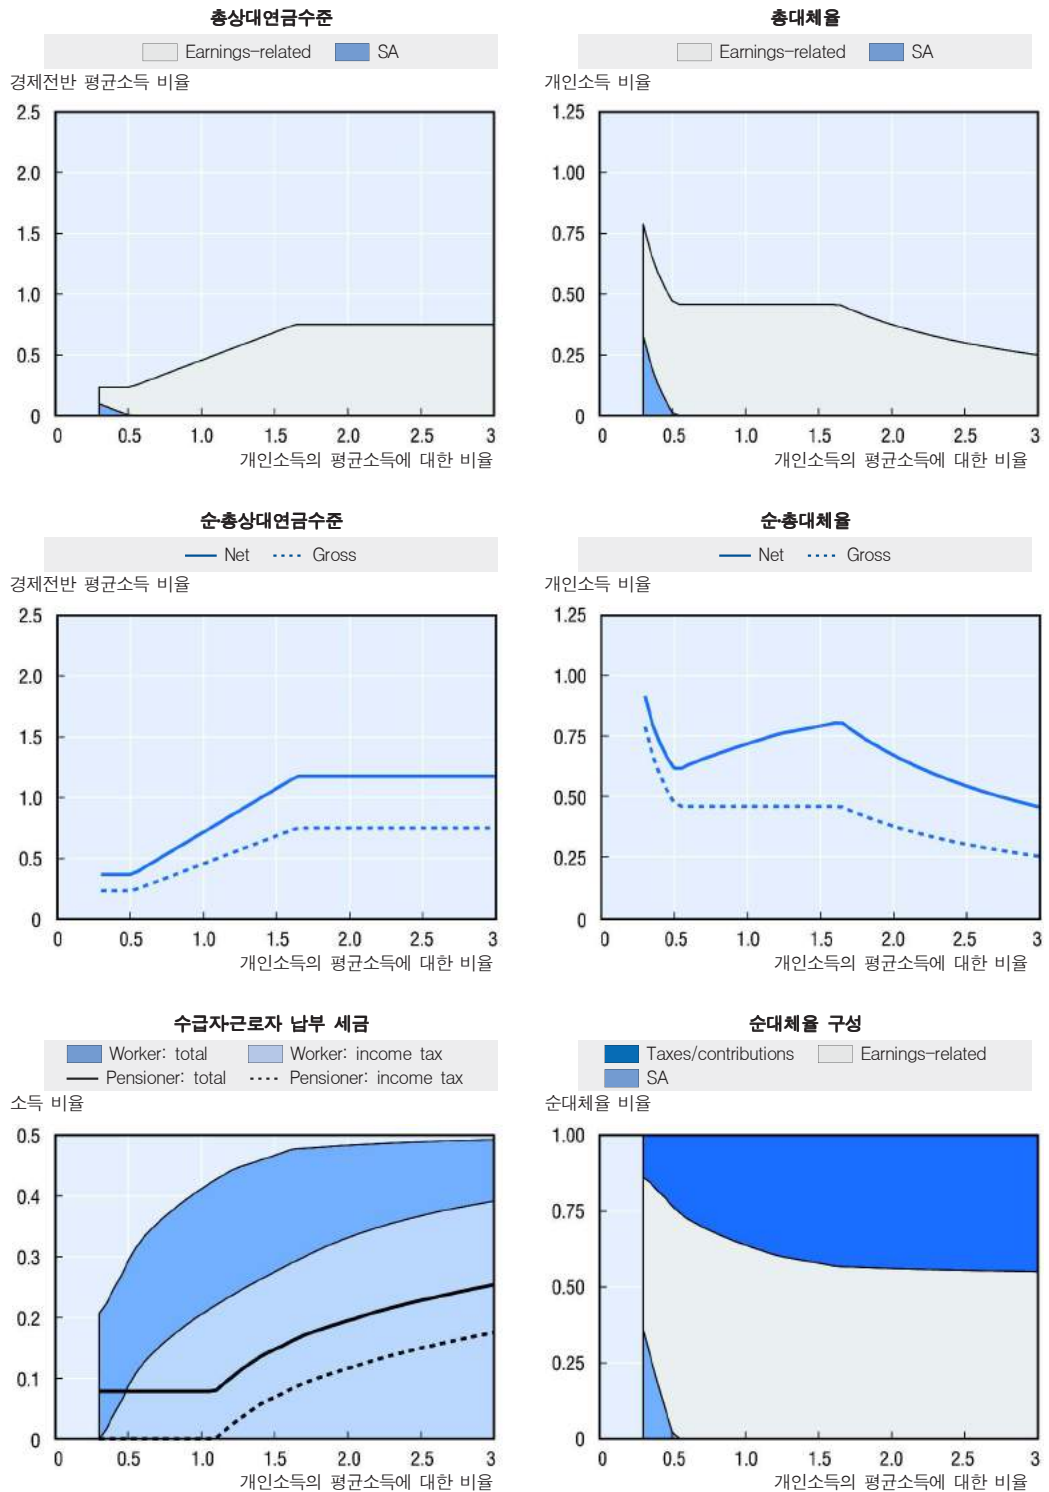 총상대연금수준
Earnings-related SA
경제전반 평균소득 비율
2.5
2.0
1.5
1.0
0.5
0
0 0.5 1.0 1.5 2.0 2.5 3
개인소득의 평균소득에 대한 비율
총대체율
Earnings-related SA
개인소득 비율
1.25
1.00
0.75
0.50
0.25
0
0 0.5 1.0 1.5 2.0 2.5 3
개인소득의 평균소득에 대한 비율
순·총상대연금수준
Net Gross
경제전반 평균소득 비율
2.5
2.0
1.5
1.0
0.5
0
0 0.5 1.0 1.5 2.0 2.5 3
개인소득의 평균소득에 대한 비율
순·총대체율
Net Gross
개인소득 비율
1.25
1.00
0.75
0.50
0.25
0
0 0.5 1.0 1.5 2.0 2.5 3
개인소득의 평균소득에 대한 비율
수급자·근로자 납부 세금
Worker: total Worker: income tax
Pensioner: total Pensioner: income tax
소득 비율
0.5
0.4
0.3
0.2
0.1
0
0 0.5 1.0 1.5 2.0 2.5 3
개인소득의 평균소득에 대한 비율
순대체율 구성
Taxes/contributions Earnings-related
SA
순대체율 비율
1.00
0.75
0.50
0.25
0
0 0.5 1.0 1.5 2.0 2.5 3
개인소득의 평균소득에 대한 비율